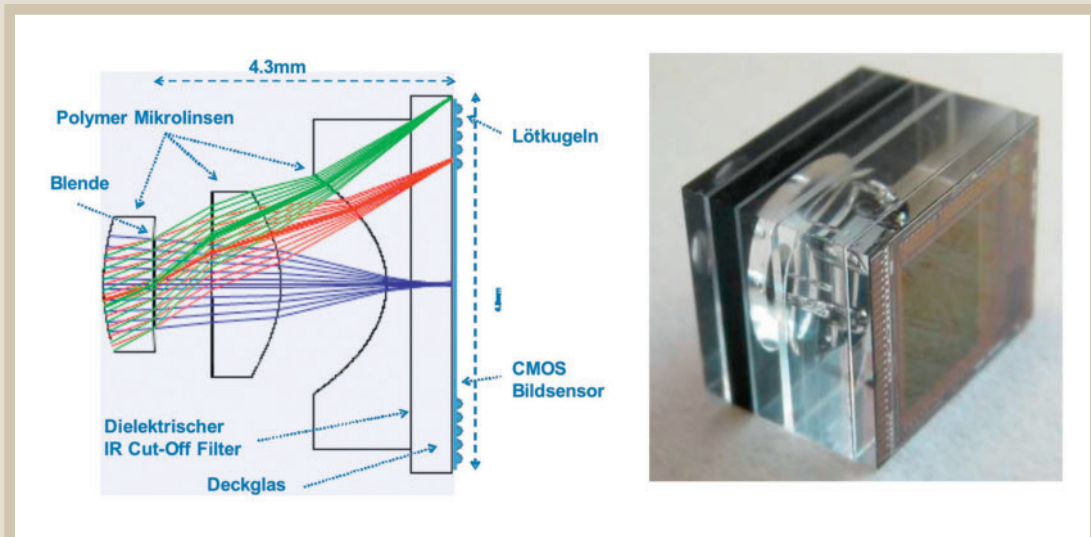 4.3mm
Polymer Mikrolinsen
Lötkugeln
Blende
CMOS
Bildsensor
Dielektrischer
IR Cut-Off Filter
Deckglas